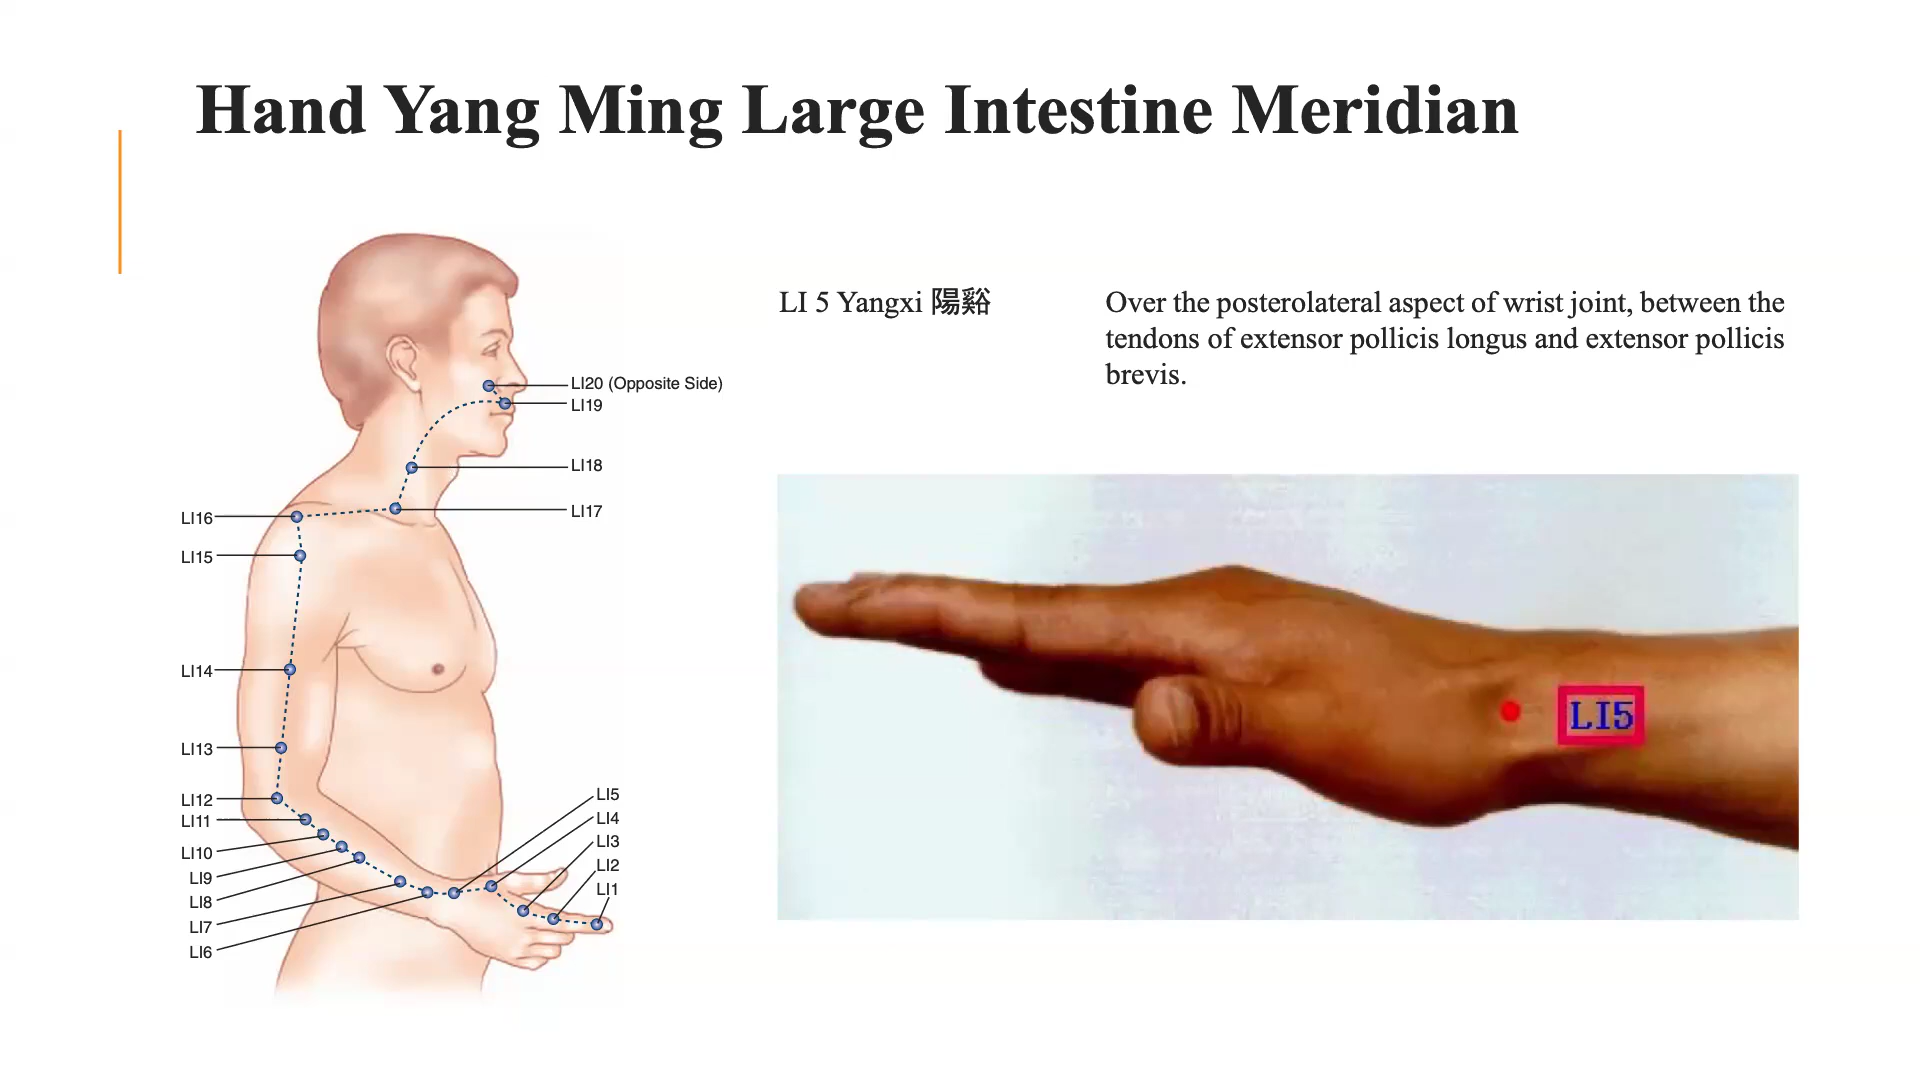 Hand Yang Ming Large Intestine Meridian
LI 5 Yangxi 陽谿
Over the posterolateral aspect of wrist joint, between the
tendons of extensor pollicis longus and extensor pollicis
brevis.
LI20 (Opposite Side)
LI19
LI18
LI17
LI16
LI15
LI14
LI13
LI12
LI11
LI10
LI9
LI8
LI7
LI6
LI5
LI4
LI3
LI2
LI1
LI5